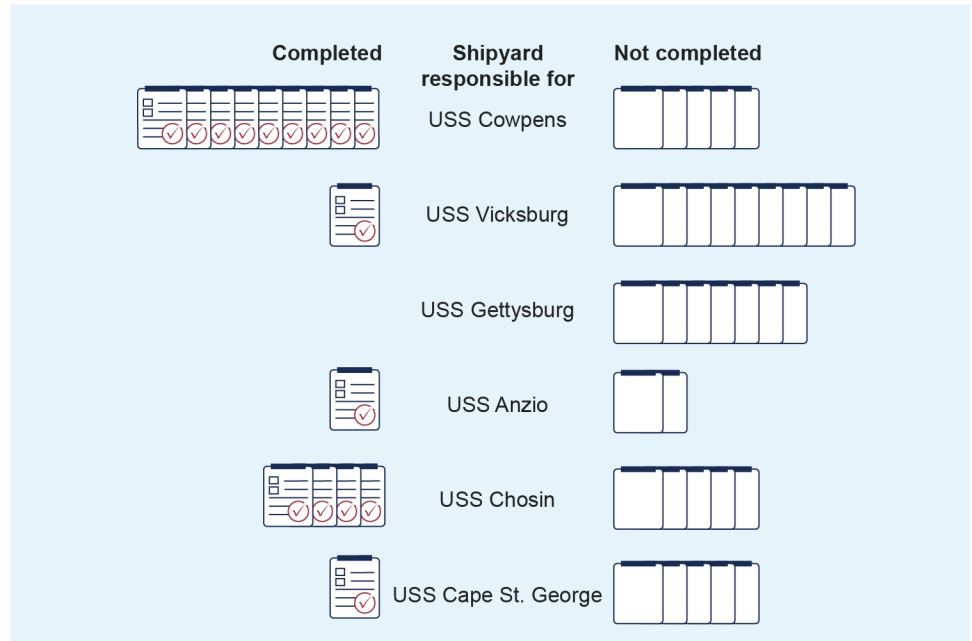 Completed
Shipyard
responsible for
Not completed
USS Cowpens
USS Vicksburg
USS Gettysburg
USS Anzio
USS Chosin
USS Cape St. George